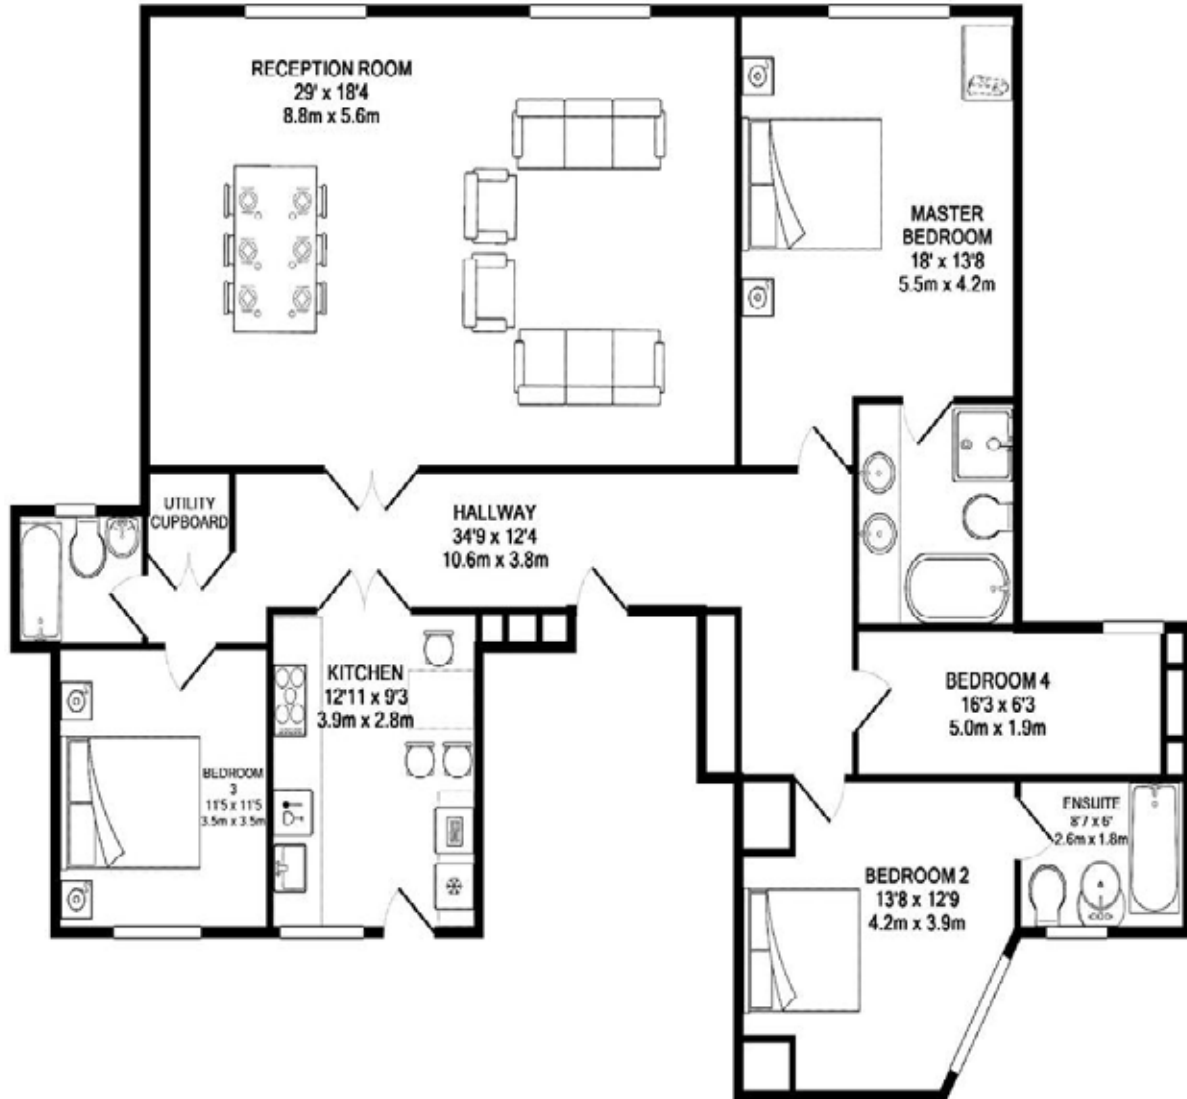 RECEPTION ROOM
29' x 18'4
8.8m x 5.6m
MASTER
BEDROOM
18' x 13'8
5.5m x 4.2m
UTILITY
CUPBOARD
HALLWAY
34'9 x 12'4
10.6m x 3.8m
KITCHEN
12'11 x 9'3
3.9m x 2.8m
BEDROOM 4
16'3 x 6'3
5.0m x 1.9m
BEDROOM
3
11'5 x 11'5
3.5m x 3.5m
ENSUITE
8'7 x 6'
2.6m x 1.8m
BEDROOM 2
13'8 x 12'9
4.2m x 3.9m